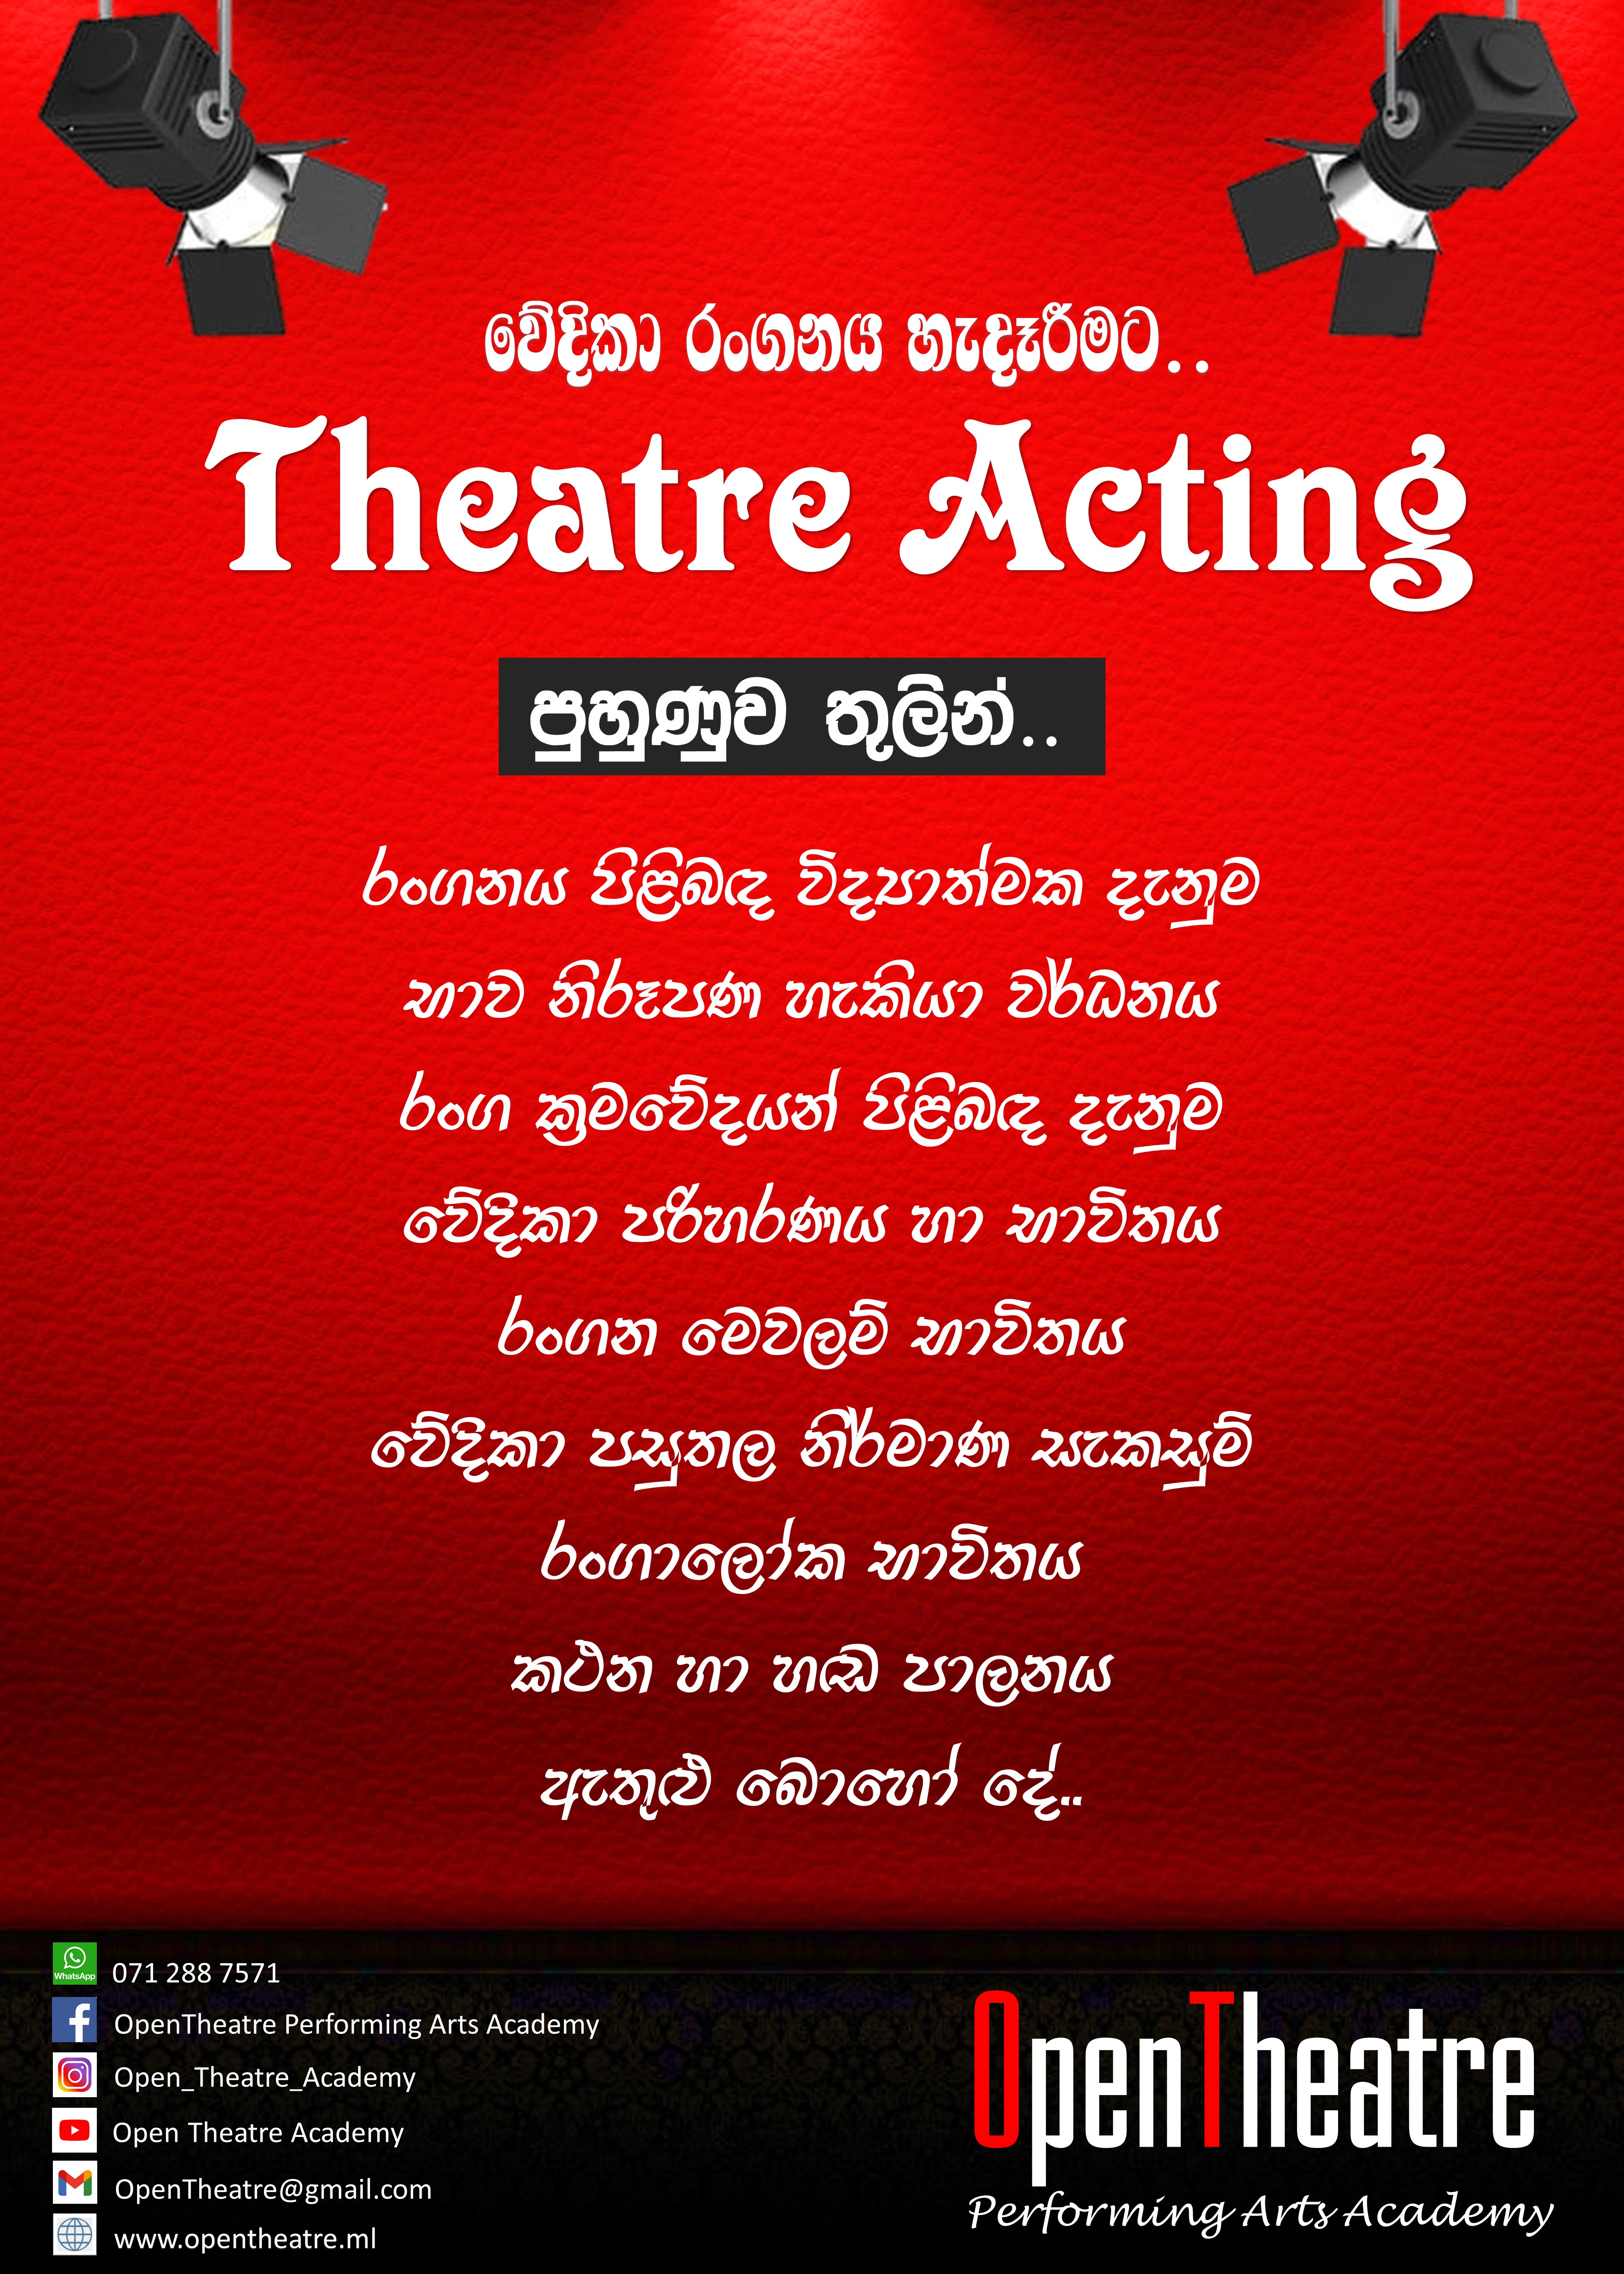 වේදිකා රංගනය හැදෑරීමට..
Theatre Acting
පුහුණුව තුලින්..
රංගනය පිළිබඳ විද්‍යාත්මක දැනුම
භාව නිරූපණ හැකියා වර්ධනය
රංග ක්‍රමවේදයන් පිළිබඳ දැනුම
වේදිකා පරිහරණය හා භාවිතය
රංගන මෙවලම් භාවිතය
වේදිකා පසුතල නිර්මාණ සැකසුම්
රංගාලෝක භාවිතය
කථන හා හඬ පාලනය
ඇතුළු බොහෝ දේ..
WhatsApp 071 288 7571
OpenTheatre Performing Arts Academy
Open_Theatre_Academy
Open Theatre Academy
OpenTheatre@gmail.com
www.opentheatre.ml
OpenTheatre
Performing Arts Academy